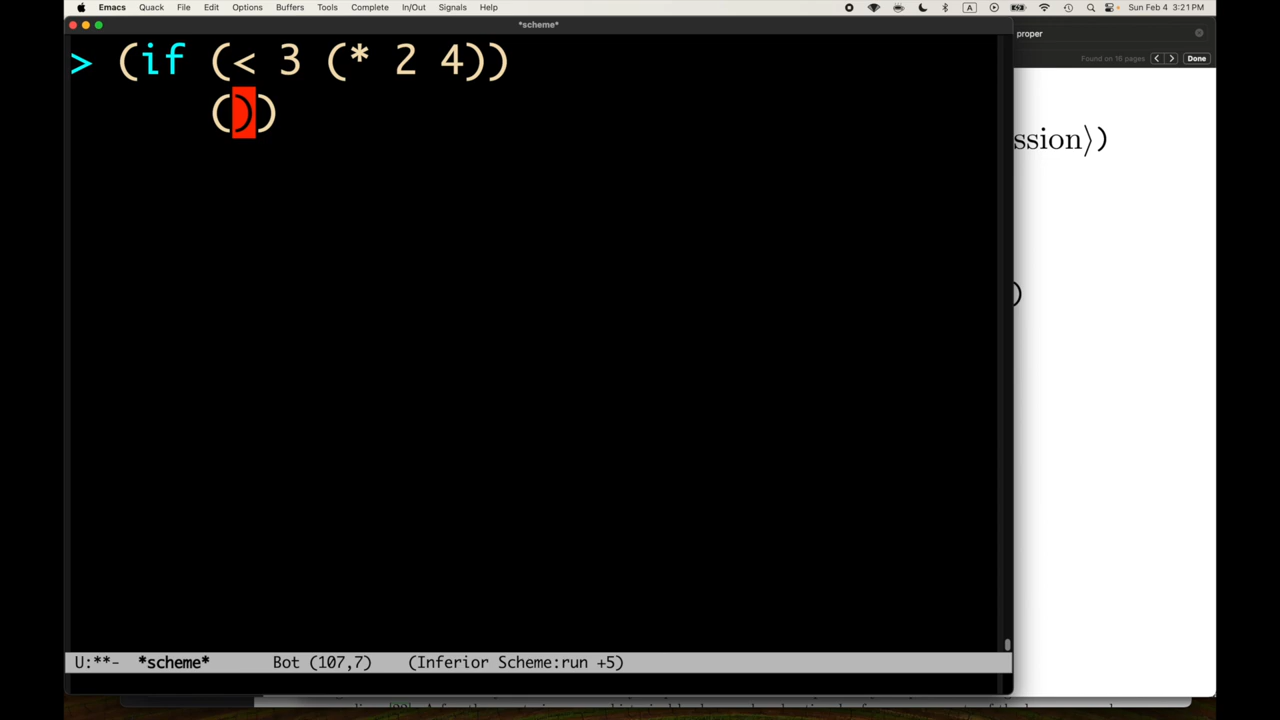 Emacs Quack File Edit Options Buffers Tools Complete In/Out Signals Help
A
Sun Feb 4 3:21 PM
*scheme*
proper
Found on 16 pages
Done
> (if (< 3 (* 2 4))
())
ssion⟩)
)
U:**- *scheme* Bot (107,7) (Inferior Scheme:run +5)